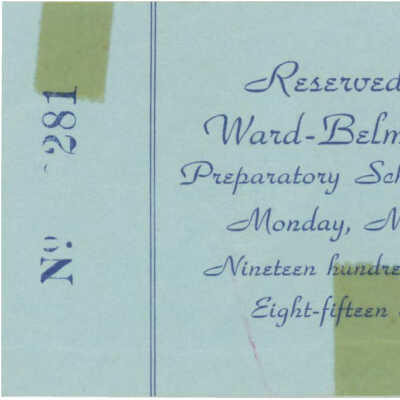 No. 281
Reserved
Ward-Belm
Preparatory Sch
Monday, M
Nineteen hundre
Eight-fifteen